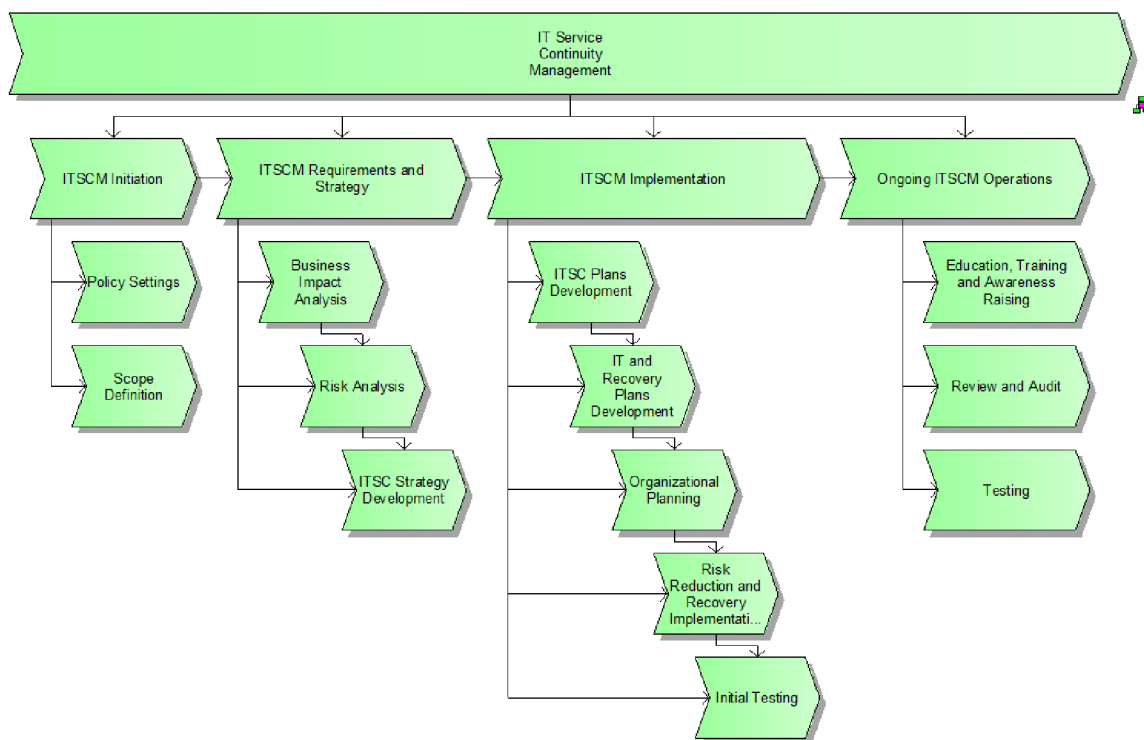 IT Service
Continuity
Management
ITSCM Initiation
ITSCM Requirements and
Strategy
ITSCM Implementation
Ongoing ITSCM Operations
Policy Settings
Scope
Definition
Business
Impact
Analysis
Risk Analysis
ITSC Strategy
Development
ITSC Plans
Development
IT and
Recovery
Plans
Development
Organizational
Planning
Risk
Reduction and
Recovery
Implementati...
Initial Testing
Education, Training
and Awareness
Raising
Review and Audit
Testing